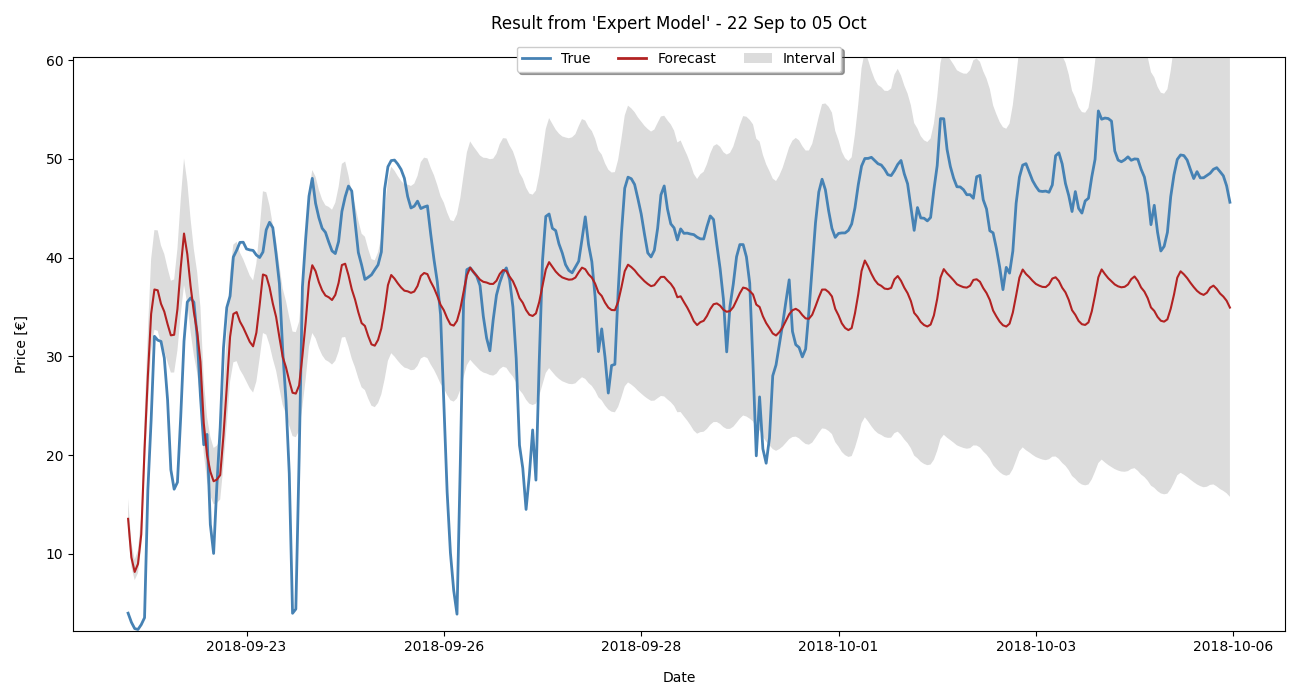 Result from 'Expert Model' - 22 Sep to 05 Oct
True Forecast Interval
60
50
40
30
20
10
Price [€]
2018-09-23 2018-09-26 2018-09-28 2018-10-01 2018-10-03 2018-10-06
Date